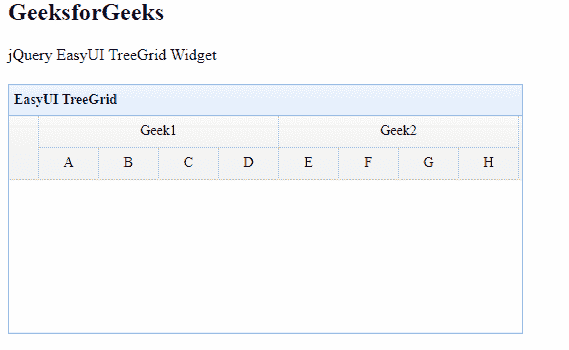 GeeksforGeeks
jQuery EasyUI TreeGrid Widget
EasyUI TreeGrid
Geek1 Geek2
A B C D E F G H